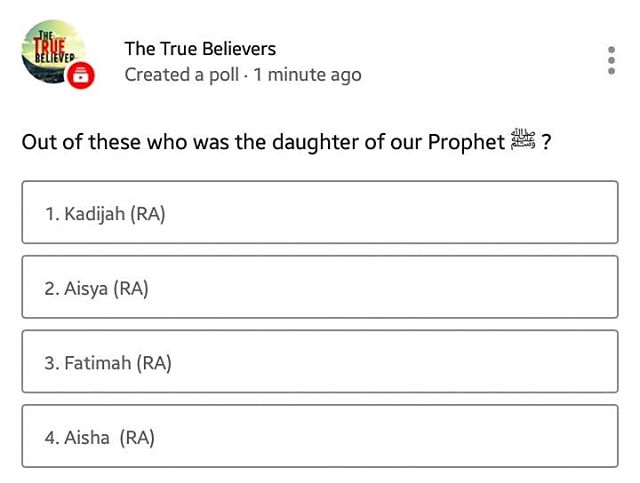 THE
TRUE
BELIEVER
The True Believers
Created a poll · 1 minute ago
Out of these who was the daughter of our Prophet ﷺ ?
1. Kadijah (RA)
2. Aisya (RA)
3. Fatimah (RA)
4. Aisha (RA)